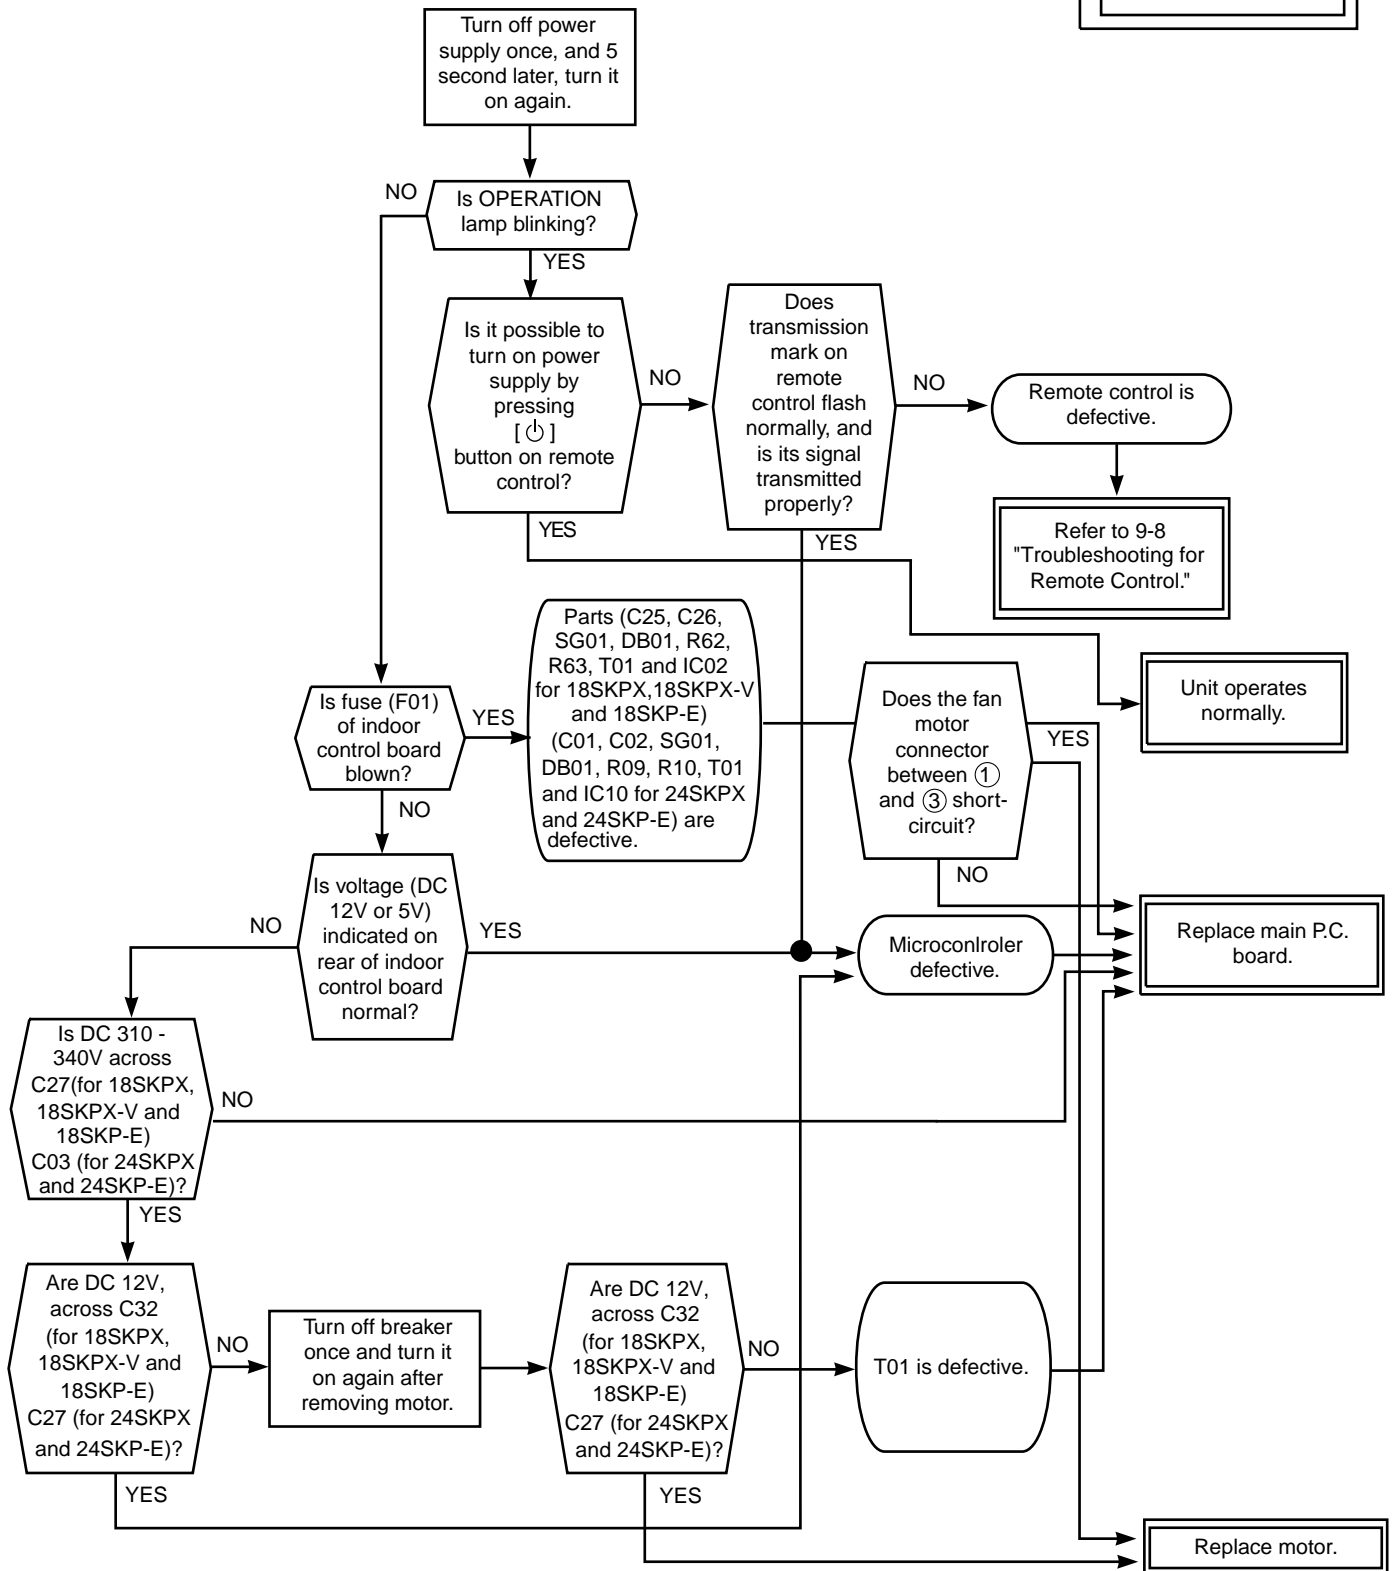 Turn off power
supply once, and 5
second later, turn it
on again.
NO
Is OPERATION
lamp blinking?
YES
Is it possible to
turn on power
supply by
pressing
[ ⏻ ]
button on remote
control?
NO
YES
Does
transmission
mark on
remote
control flash
normally, and
is its signal
transmitted
properly?
NO
YES
Remote control is
defective.
Refer to 9-8
"Troubleshooting for
Remote Control."
Unit operates
normally.
Is fuse (F01)
of indoor
control board
blown?
YES
NO
Parts (C25, C26,
SG01, DB01, R62,
R63, T01 and IC02
for 18SKPX,18SKPX-V
and 18SKP-E)
(C01, C02, SG01,
DB01, R09, R10, T01
and IC10 for 24SKPX
and 24SKP-E) are
defective.
Does the fan
motor
connector
between ①
and ③ short-
circuit?
YES
NO
Is voltage (DC
12V or 5V)
indicated on
rear of indoor
control board
normal?
NO
YES
Microconlroler
defective.
Replace main P.C.
board.
Is DC 310 -
340V across
C27(for 18SKPX,
18SKPX-V and
18SKP-E)
C03 (for 24SKPX
and 24SKP-E)?
NO
YES
Are DC 12V,
across C32
(for 18SKPX,
18SKPX-V and
18SKP-E)
C27 (for 24SKPX
and 24SKP-E)?
NO
YES
Turn off breaker
once and turn it
on again after
removing motor.
Are DC 12V,
across C32
(for 18SKPX,
18SKPX-V and
18SKP-E)
C27 (for 24SKPX
and 24SKP-E)?
NO
YES
T01 is defective.
Replace motor.